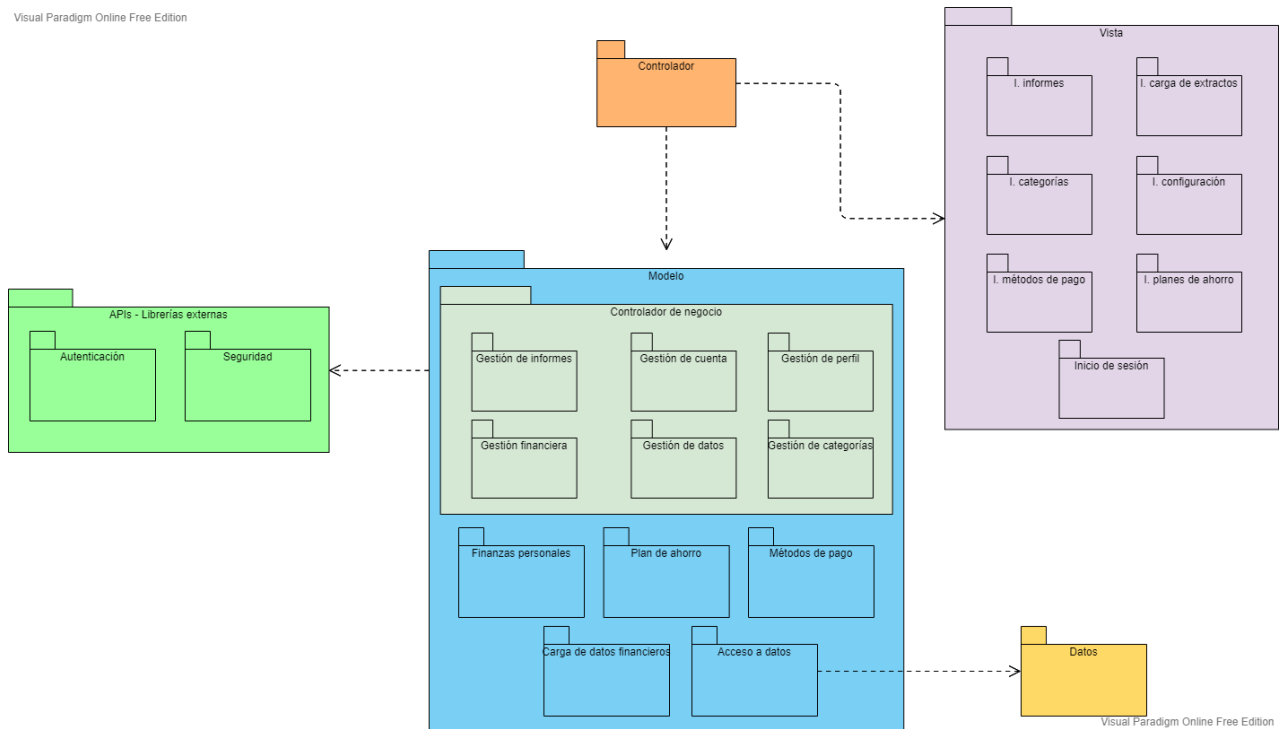 Visual Paradigm Online Free Edition
Vista
Controlador
I. informes
I. carga de extractos
I. categorías
I. configuración
I. métodos de pago
I. planes de ahorro
Inicio de sesión
Modelo
Controlador de negocio
Gestión de informes
Gestión de cuenta
Gestión de perfil
Gestión financiera
Gestión de datos
Gestión de categorías
APIs - Librerías externas
Autenticación
Seguridad
Finanzas personales
Plan de ahorro
Métodos de pago
Carga de datos financieros
Acceso a datos
Datos
Visual Paradigm Online Free Edition